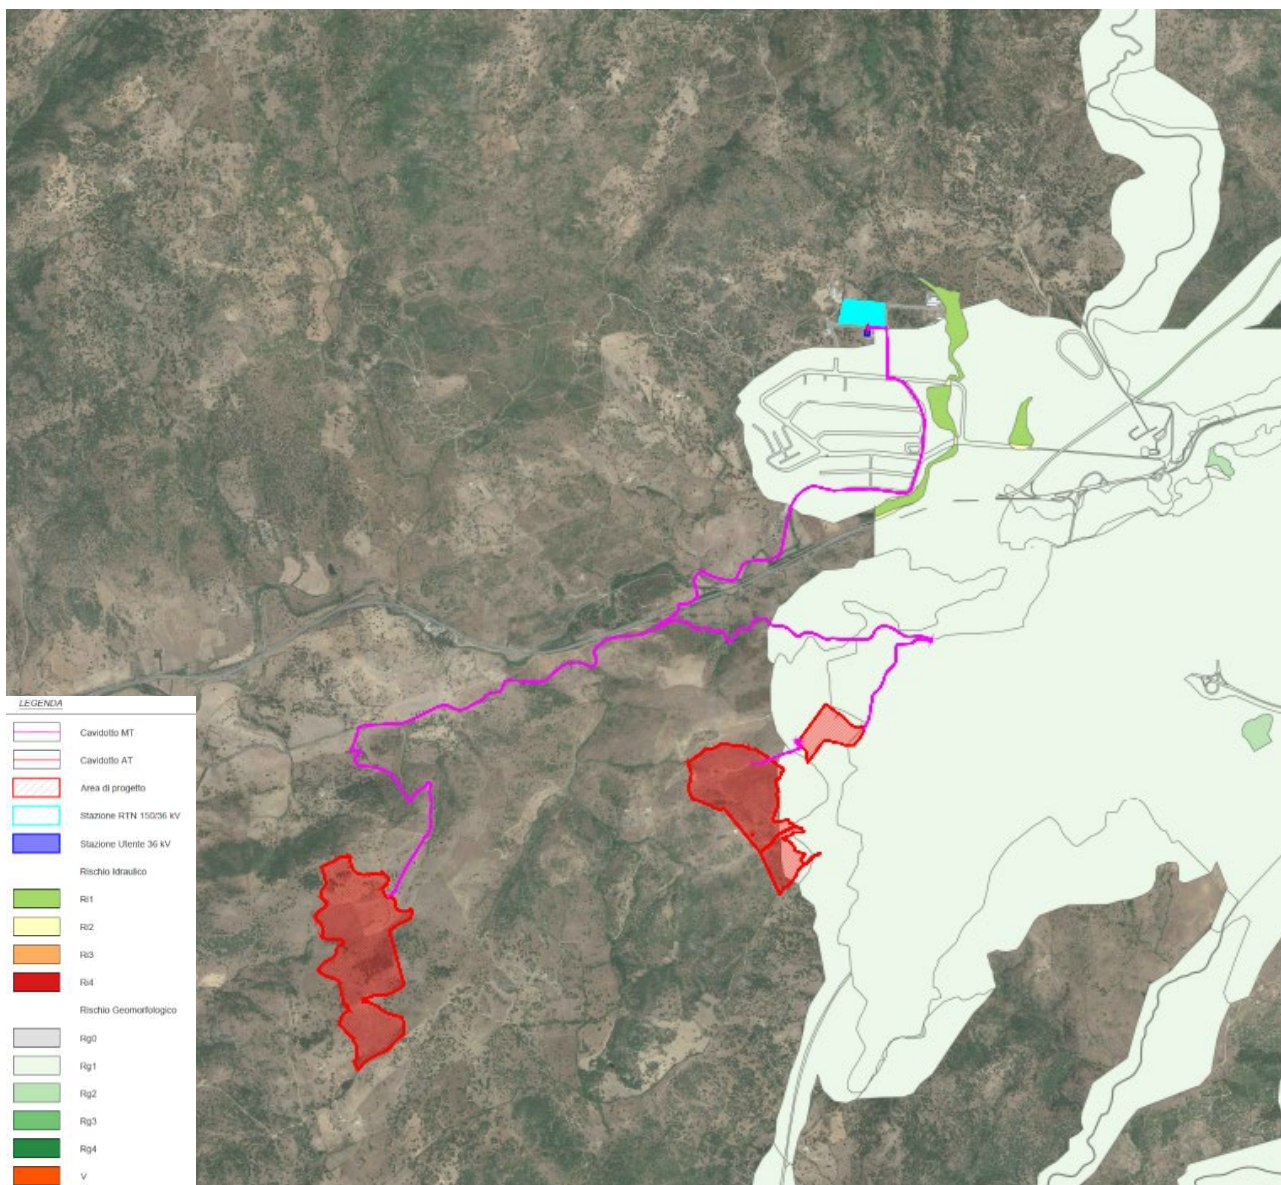 LEGENDA
Cavidotto MT
Cavidotto AT
Area di progetto
Stazione RTN 150/36 kV
Stazione Utente 36 kV
Rischio Idraulico
Ri1
Ri2
Ri3
Ri4
Rischio Geomorfologico
Rg0
Rg1
Rg2
Rg3
Rg4
V